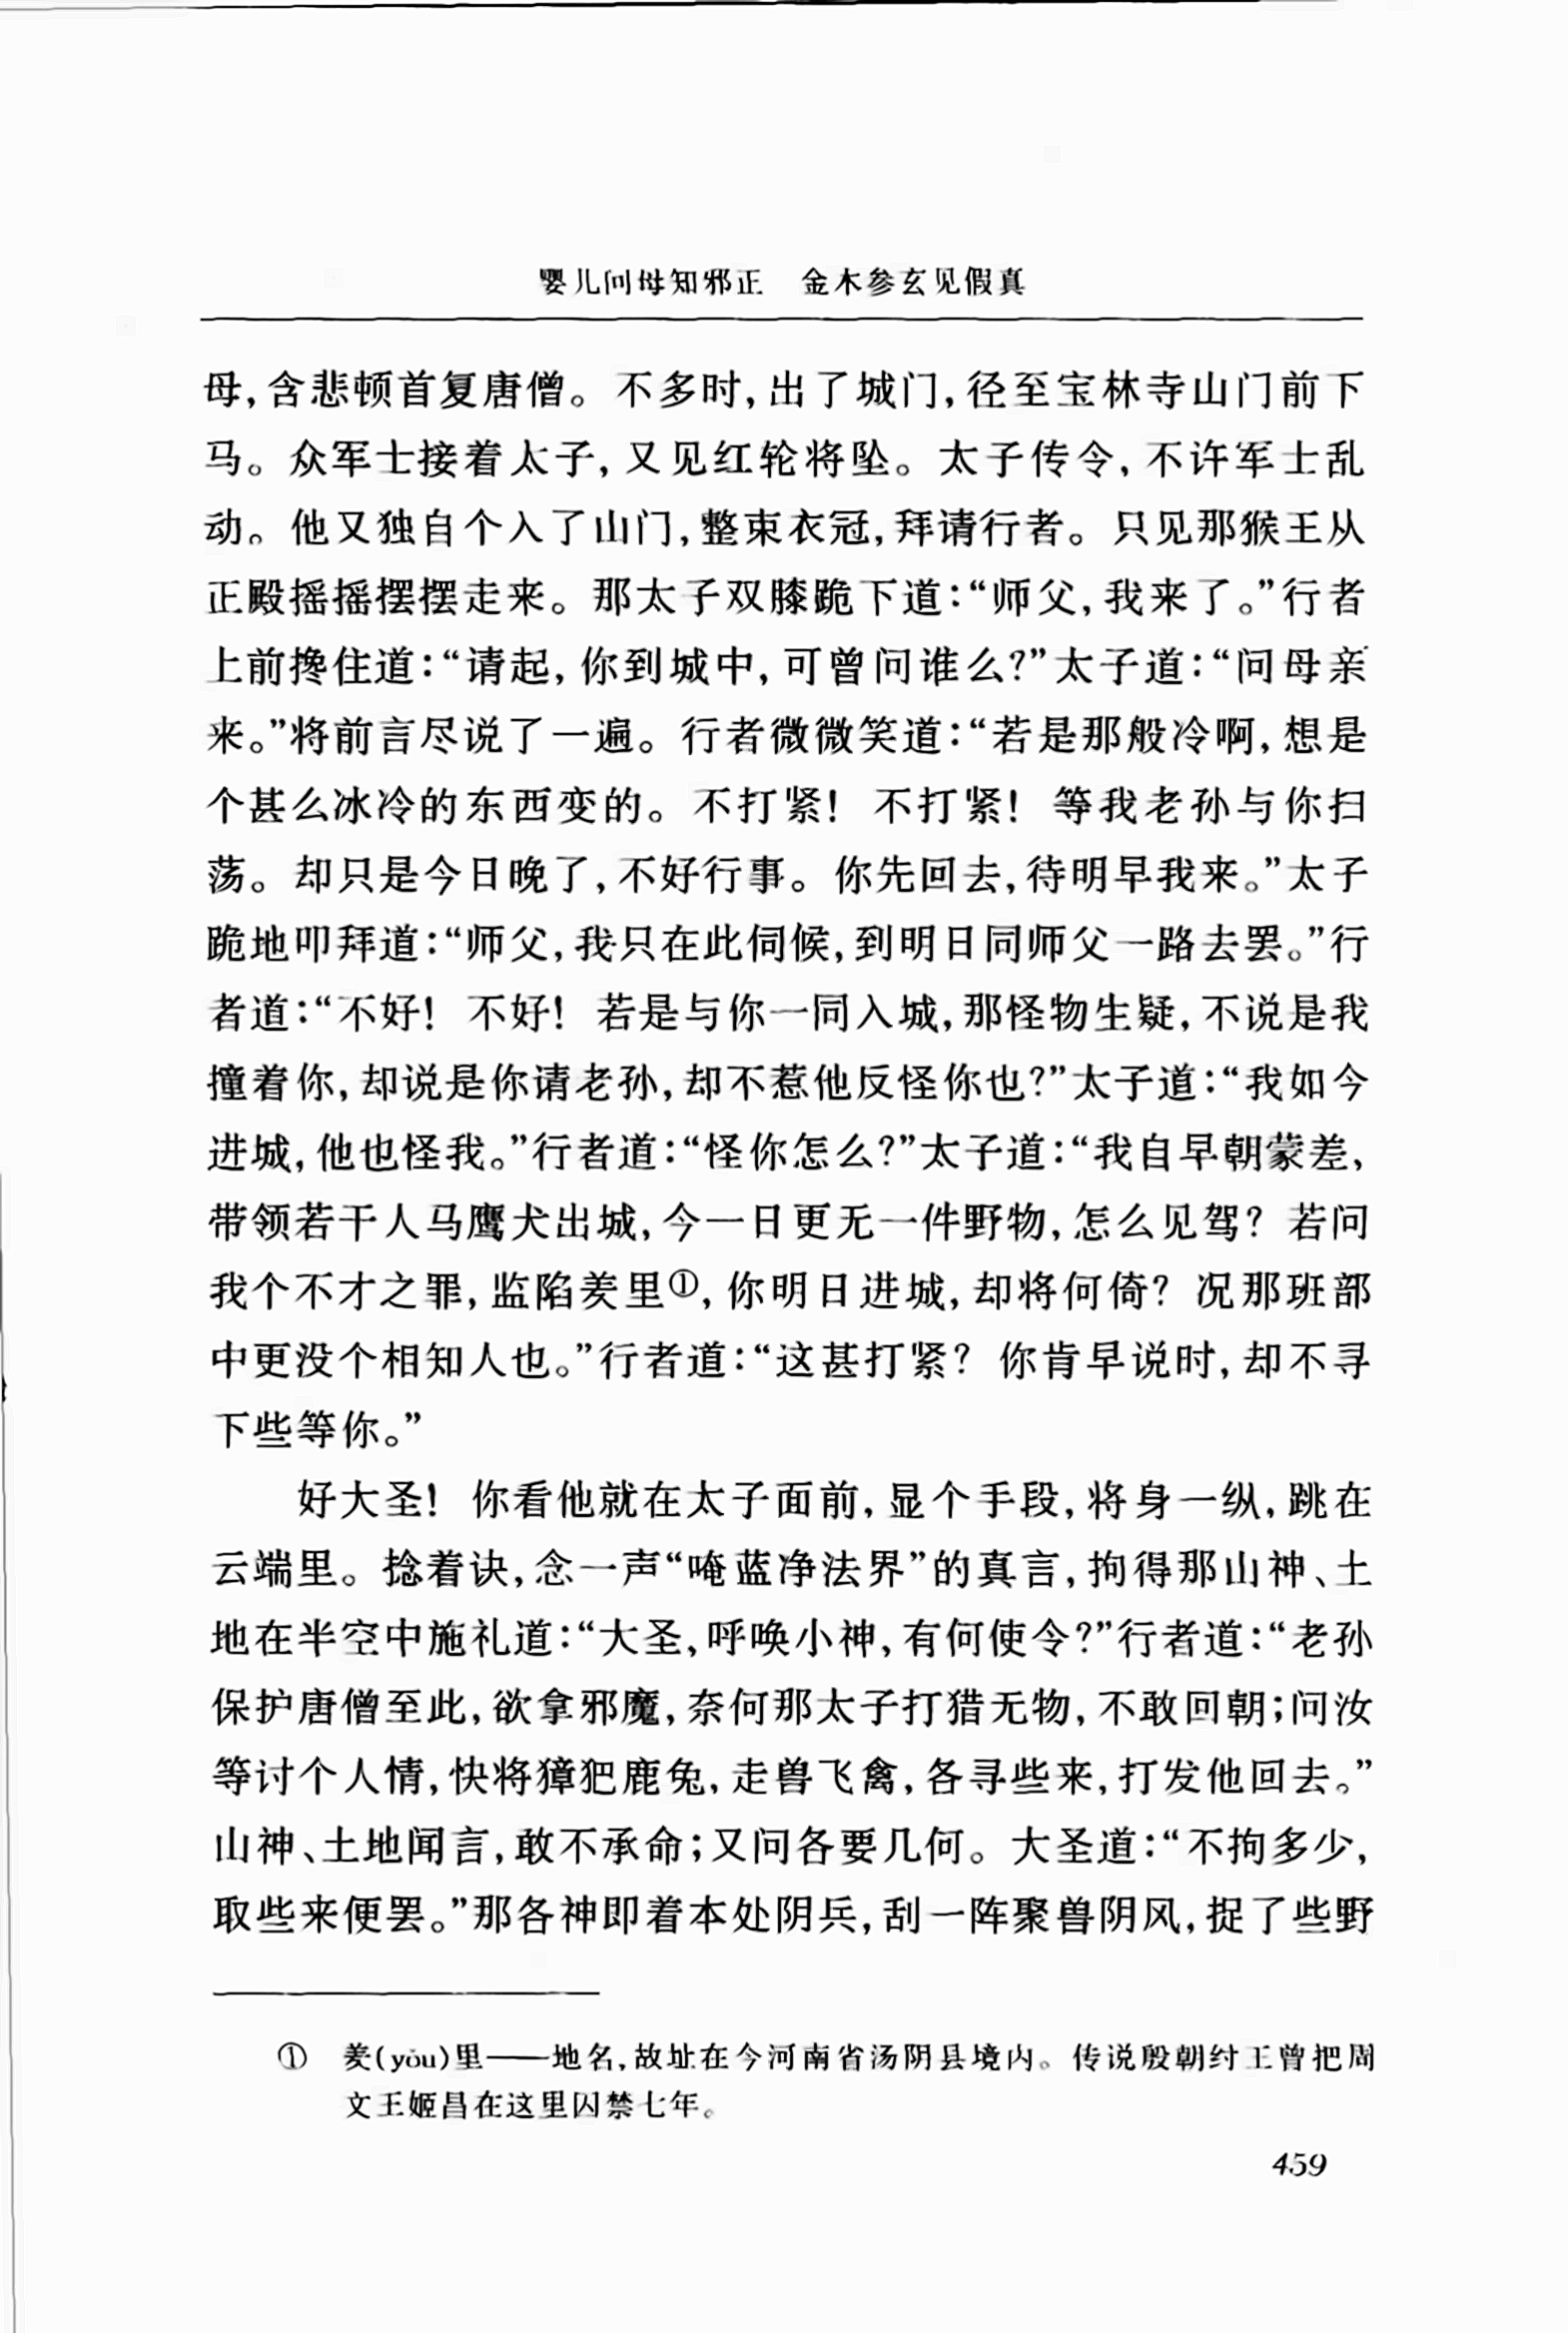 婴儿问母知邪正　金木参玄见假真
母,含悲顿首复唐僧。不多时,出了城门,径至宝林寺山门前下
马。众军士接着太子,又见红轮将坠。太子传令,不许军士乱
动。他又独自个入了山门,整束衣冠,拜请行者。只见那猴王从
正殿摇摇摆摆走来。那太子双膝跪下道:“师父,我来了。”行者
上前搀住道:“请起,你到城中,可曾问谁么?”太子道:“问母亲
来。”将前言尽说了一遍。行者微微笑道:“若是那般冷啊,想是
个甚么冰冷的东西变的。不打紧! 不打紧! 等我老孙与你扫
荡。却只是今日晚了,不好行事。你先回去,待明早我来。”太子
跪地叩拜道:“师父,我只在此伺候,到明日同师父一路去罢。”行
者道:“不好! 不好! 若是与你一同入城,那怪物生疑,不说是我
撞着你,却说是你请老孙,却不惹他反怪你也?”太子道:“我如今
进城,他也怪我。”行者道:“怪你怎么?”太子道:“我自早朝蒙差,
带领若干人马鹰犬出城,今一日更无一件野物,怎么见驾? 若问
我个不才之罪,监陷羑里①,你明日进城,却将何倚? 况那班部
中更没个相知人也。”行者道:“这甚打紧? 你肯早说时,却不寻
下些等你。”
好大圣! 你看他就在太子面前,显个手段,将身一纵,跳在
云端里。捻着诀,念一声“唵蓝净法界”的真言,拘得那山神、土
地在半空中施礼道:“大圣,呼唤小神,有何使令?”行者道:“老孙
保护唐僧至此,欲拿邪魔,奈何那太子打猎无物,不敢回朝;问汝
等讨个人情,快将獐犯鹿兔,走兽飞禽,各寻些来,打发他回去。”
山神、土地闻言,敢不承命;又问各要几何。大圣道:“不拘多少,
取些来便罢。”那各神即着本处阴兵,刮一阵聚兽阴风,捉了些野
① 羑(yǒu)里——地名,故址在今河南省汤阴县境内。传说殷朝纣王曾把周
文王姬昌在这里囚禁七年。
459